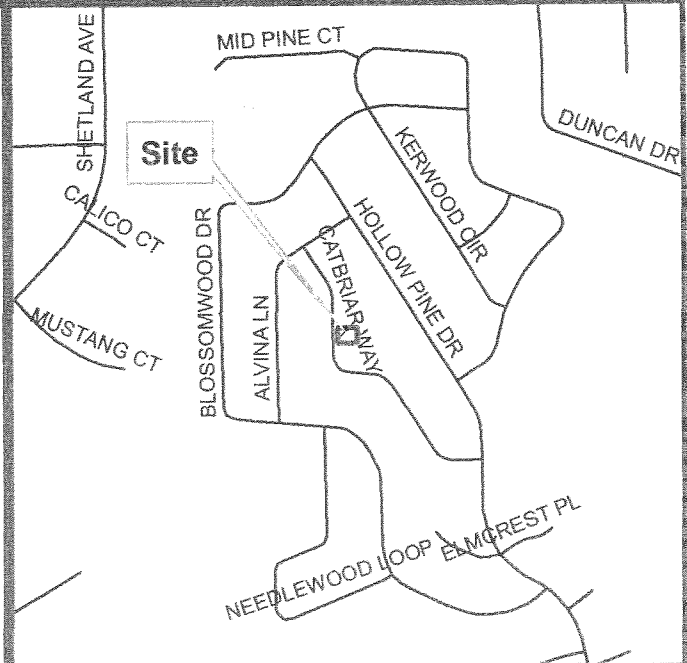 MID PINE CT
SHETLAND AVE
DUNCAN DR
Site
KERWOOD CIR
CALICO CT
HOLLOW PINE DR
CATBRIAR WAY
BLOSSOMWOOD DR
ALVINA LN
MUSTANG CT
ELMCREST PL
NEEDLEWOOD LOOP